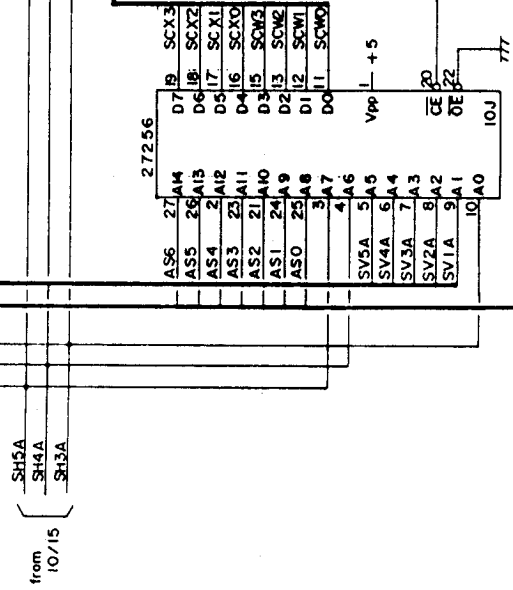 SCX3
SCX2
SCX1
SCX0
SCW3
SCW2
SCW1
SCW0
19
18
17
16
15
13
12
11
1
+5
20
22
D7
D6
D5
D4
D3
D2
D1
D0
Vpp
CE
OE
27256
10J
A14
A13
A12
A11
A10
A9
A8
A7
A6
A5
A4
A3
A2
A1
A0
27
26
2
23
21
24
25
3
4
5
6
7
8
9
10
AS6
AS5
AS4
AS3
AS2
AS1
AS0
SV5A
SV4A
SV3A
SV2A
SV1A
SH5A
SH4A
SH3A
from
10/15